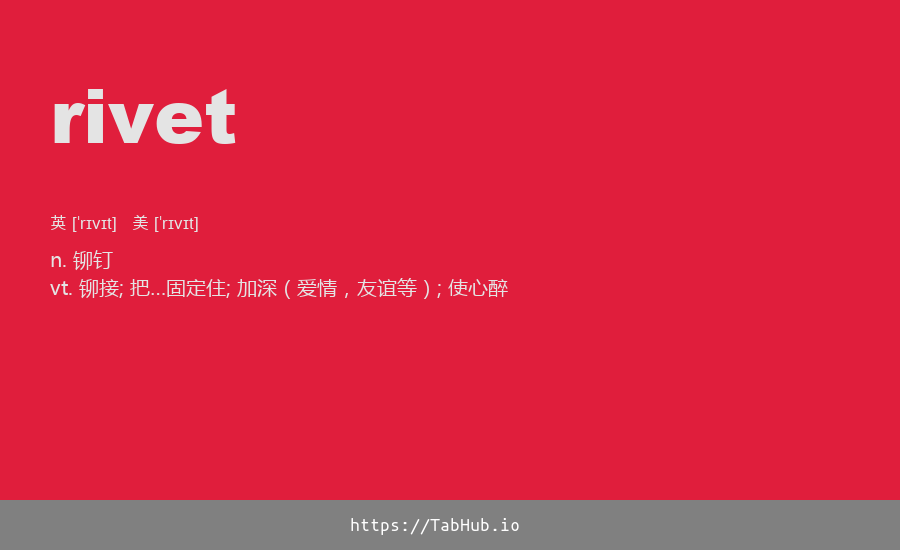 rivet
英 [ˈrɪvɪt] 美 [ˈrɪvɪt]
n. 铆钉
vt. 铆接; 把…固定住; 加深（爱情，友谊等）; 使心醉
https://TabHub.io